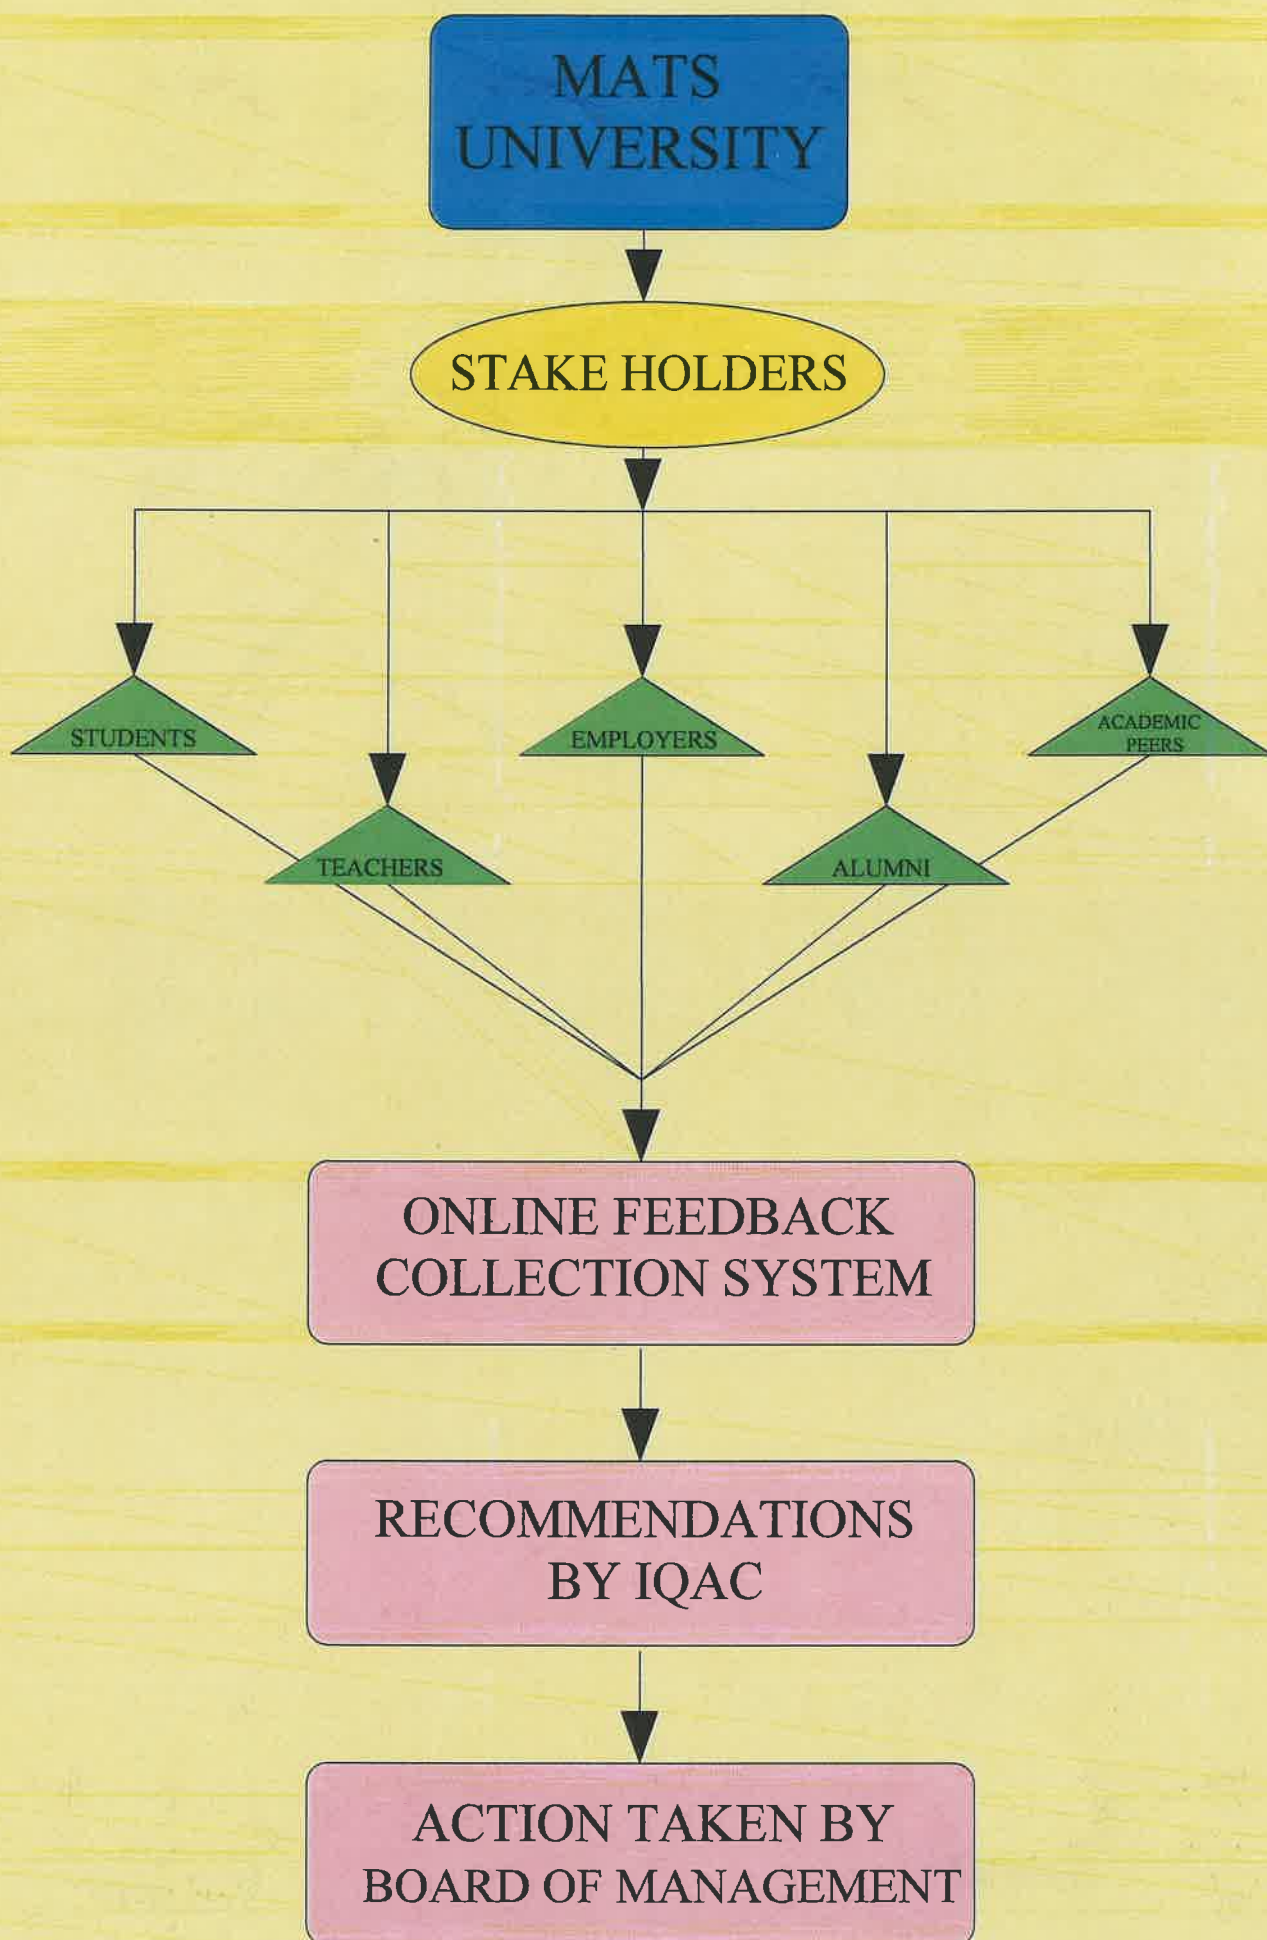 MATS
UNIVERSITY
STAKE HOLDERS
STUDENTS
EMPLOYERS
ACADEMIC
PEERS
TEACHERS
ALUMNI
ONLINE FEEDBACK
COLLECTION SYSTEM
RECOMMENDATIONS
BY IQAC
ACTION TAKEN BY
BOARD OF MANAGEMENT